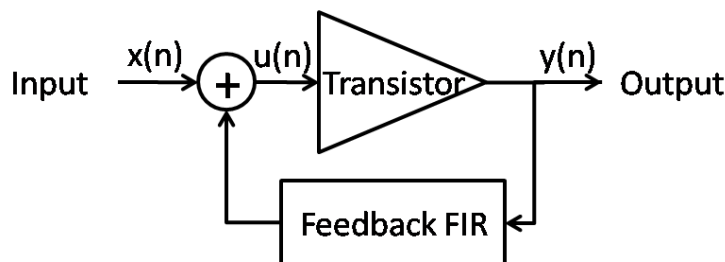 x(n)
u(n)
y(n)
Input
+
Transistor
Output
Feedback FIR